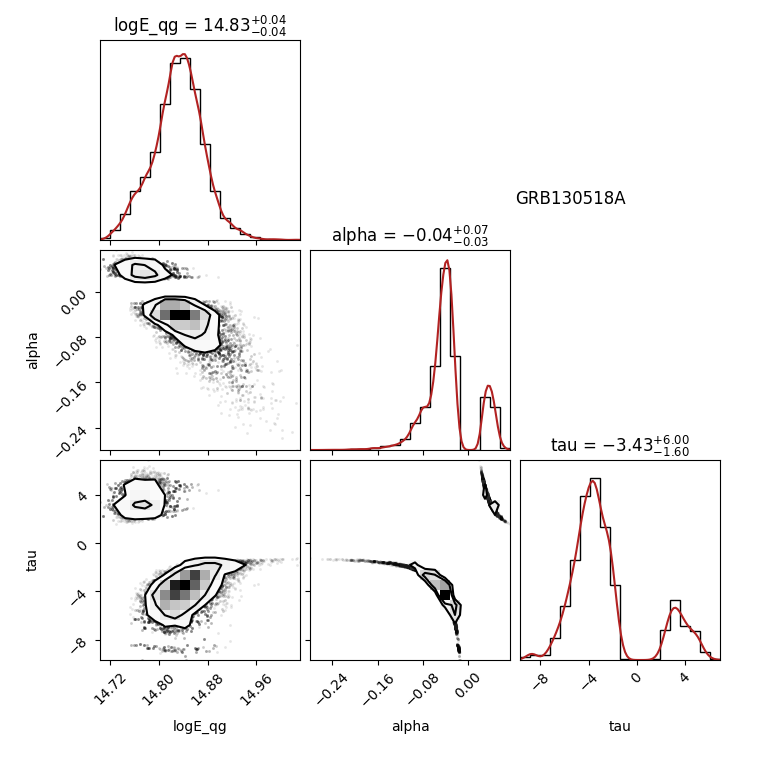 logE_qg = 14.83+0.04 −0.04
GRB130518A
alpha = −0.04+0.07 −0.03
0.00
−0.08
−0.16
−0.24
alpha
tau = −3.43+6.00 −1.60
4
0
−4
−8
tau
14.72 14.80 14.88 14.96
−0.24 −0.16 −0.08 0.00
−8 −4 0 4
logE_qg alpha tau